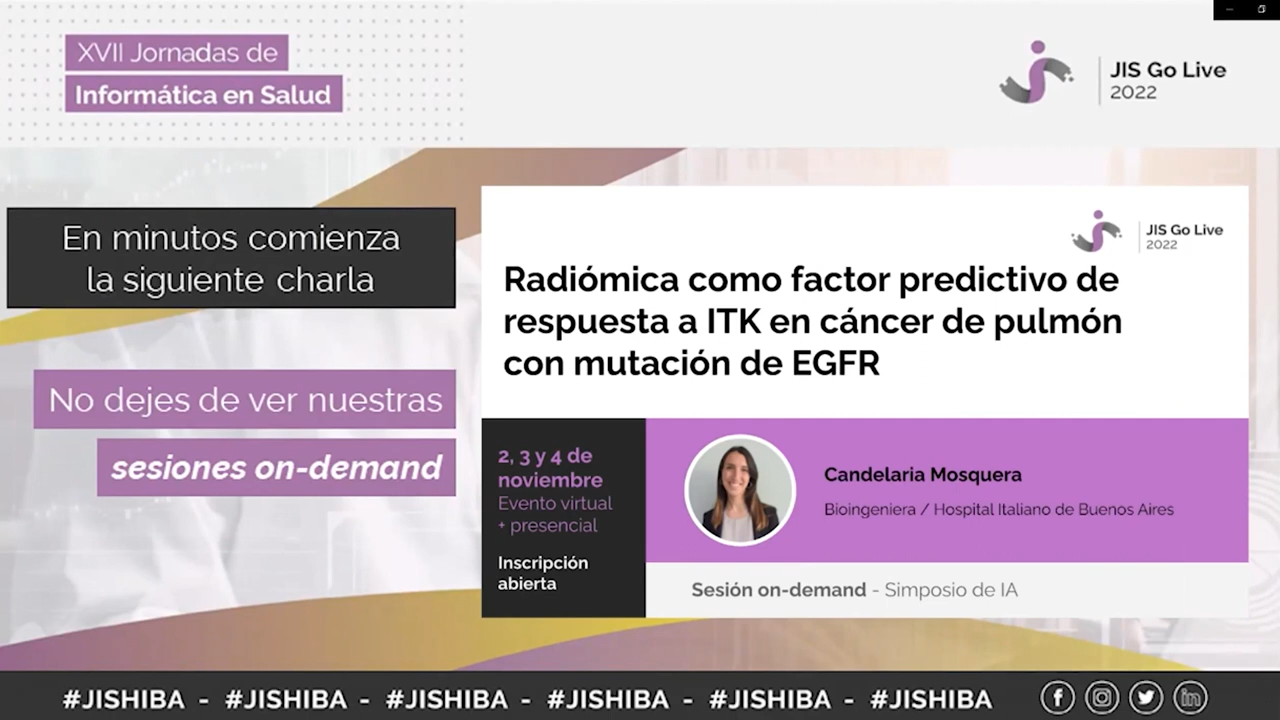 XVII Jornadas de
Informática en Salud
JIS Go Live
2022
En minutos comienza
la siguiente charla
No dejes de ver nuestras
sesiones on-demand
JIS Go Live
2022
Radiómica como factor predictivo de
respuesta a ITK en cáncer de pulmón
con mutación de EGFR
2, 3 y 4 de
noviembre
Evento virtual
+ presencial
Inscripción
abierta
Candelaria Mosquera
Bioingeniera / Hospital Italiano de Buenos Aires
Sesión on-demand - Simposio de IA
#JISHIBA - #JISHIBA - #JISHIBA - #JISHIBA - #JISHIBA - #JISHIBA